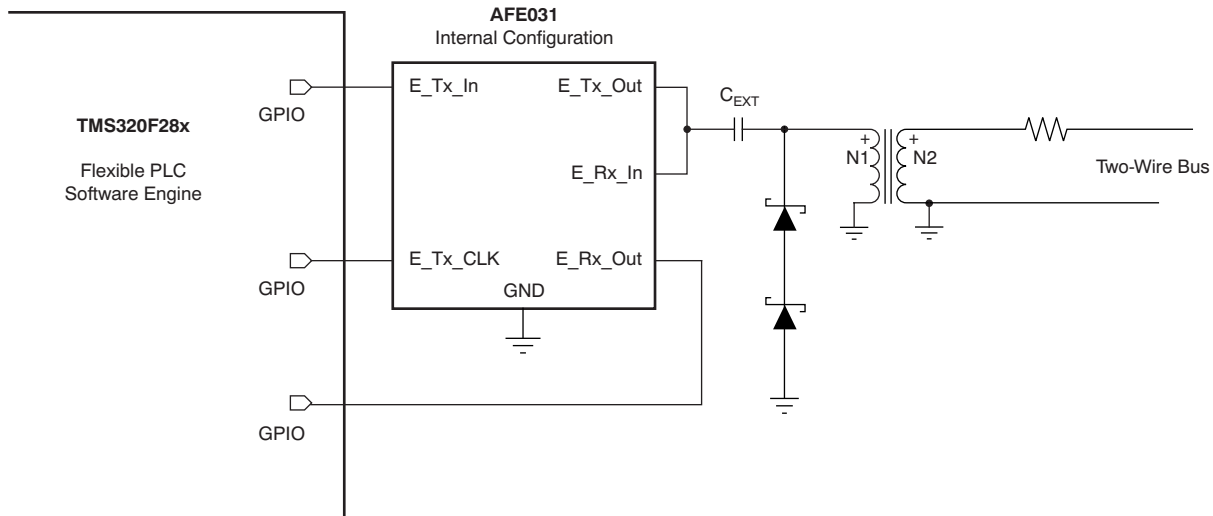 AFE031
Internal Configuration
E_Tx_In
E_Tx_Out
GPIO
TMS320F28x
Flexible PLC
Software Engine
CEXT
+
N1
+
N2
Two-Wire Bus
E_Rx_In
E_Tx_CLK
E_Rx_Out
GPIO
GND
GPIO